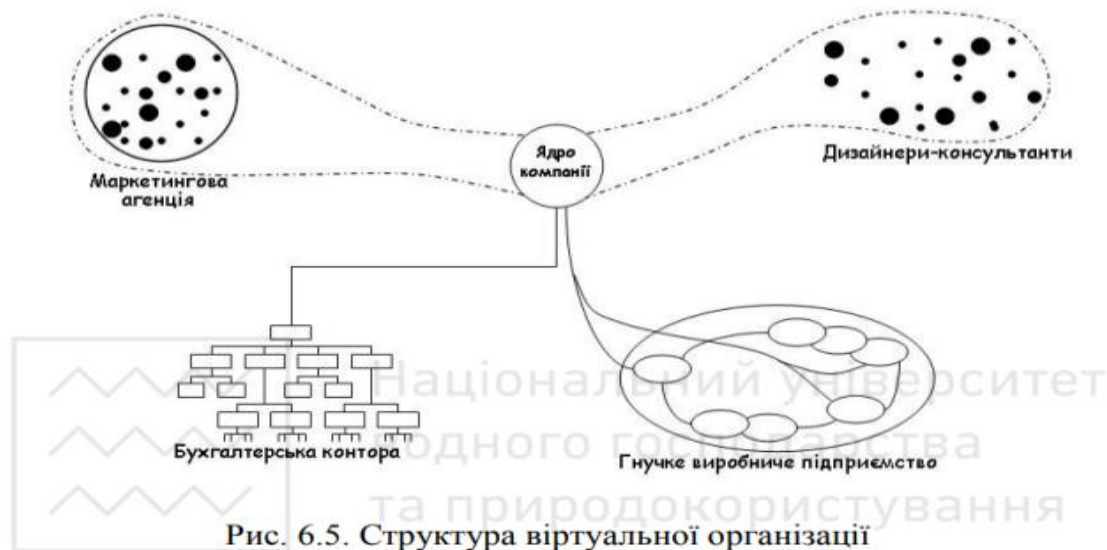 Ядро
компанії
Дизайнери-консультанти
Маркетингова
агенція
Національний університет
водного господарства
та природокористування
Бухгалтерська контора
Гнучке виробниче підприємство
Рис. 6.5. Структура віртуальної організації